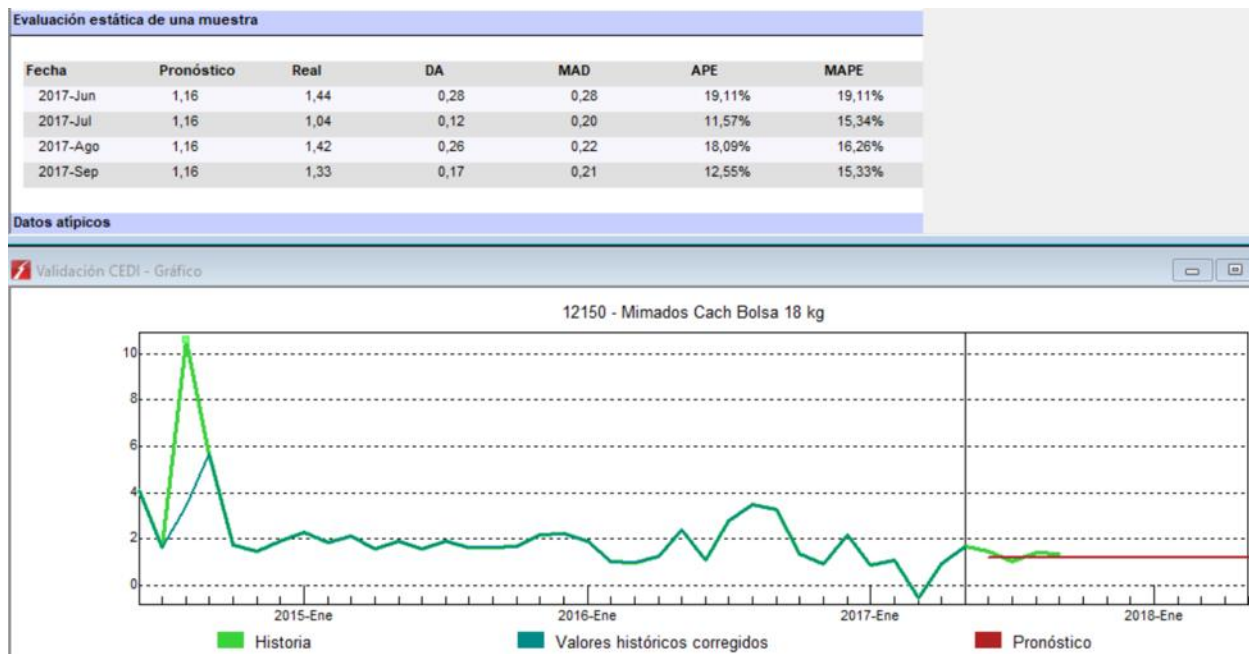 Evaluación estática de una muestra
Fecha Pronóstico Real DA MAD APE MAPE
2017-Jun 1,16 1,44 0,28 0,28 19,11% 19,11%
2017-Jul 1,16 1,04 0,12 0,20 11,57% 15,34%
2017-Ago 1,16 1,42 0,26 0,22 18,09% 16,26%
2017-Sep 1,16 1,33 0,17 0,21 12,55% 15,33%
Datos atípicos
Validación CEDI - Gráfico
12150 - Mimados Cach Bolsa 18 kg
10
8
6
4
2
0
2015-Ene 2016-Ene 2017-Ene 2018-Ene
Historia Valores históricos corregidos Pronóstico